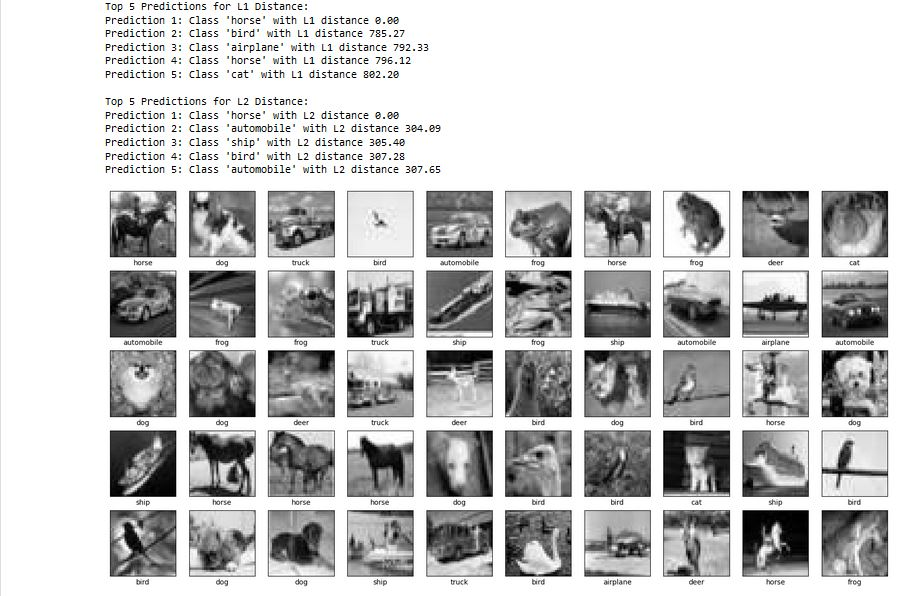 Top 5 Predictions for L1 Distance:
Prediction 1: Class 'horse' with L1 distance 0.00
Prediction 2: Class 'bird' with L1 distance 785.27
Prediction 3: Class 'airplane' with L1 distance 792.33
Prediction 4: Class 'horse' with L1 distance 796.12
Prediction 5: Class 'cat' with L1 distance 802.20

Top 5 Predictions for L2 Distance:
Prediction 1: Class 'horse' with L2 distance 0.00
Prediction 2: Class 'automobile' with L2 distance 304.09
Prediction 3: Class 'ship' with L2 distance 305.40
Prediction 4: Class 'bird' with L2 distance 307.28
Prediction 5: Class 'automobile' with L2 distance 307.65
horse dog truck bird automobile frog horse frog deer cat
automobile frog frog truck ship frog ship automobile airplane automobile
dog dog deer truck deer bird dog bird horse dog
ship horse horse horse dog bird bird cat ship bird
bird dog dog ship truck bird airplane deer horse frog